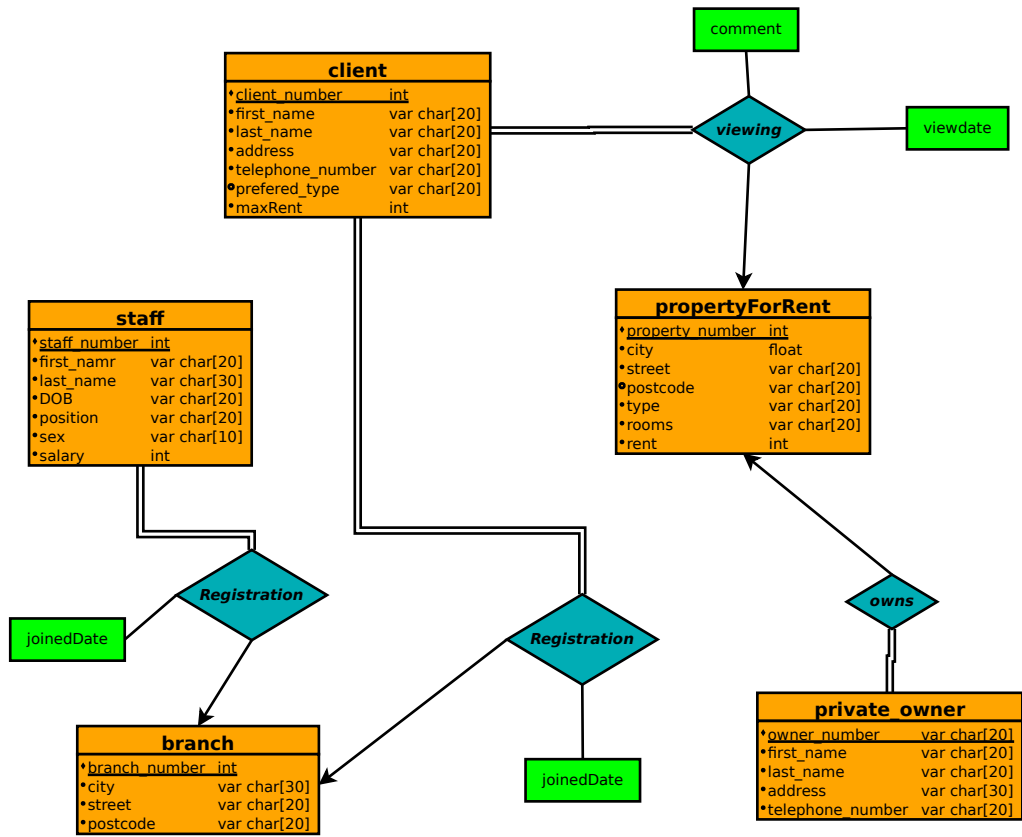 comment
client
client_number int
first_name var char[20]
last_name var char[20]
address var char[20]
telephone_number var char[20]
prefered_type var char[20]
maxRent int
viewing
viewdate
staff
staff_number int
first_namr var char[20]
last_name var char[30]
DOB var char[20]
position var char[20]
sex var char[10]
salary int
propertyForRent
property_number int
city float
street var char[20]
postcode var char[20]
type var char[20]
rooms var char[20]
rent int
Registration
joinedDate
Registration
owns
branch
branch_number int
city var char[30]
street var char[20]
postcode var char[20]
joinedDate
private_owner
owner_number var char[20]
first_name var char[20]
last_name var char[20]
address var char[30]
telephone_number var char[20]